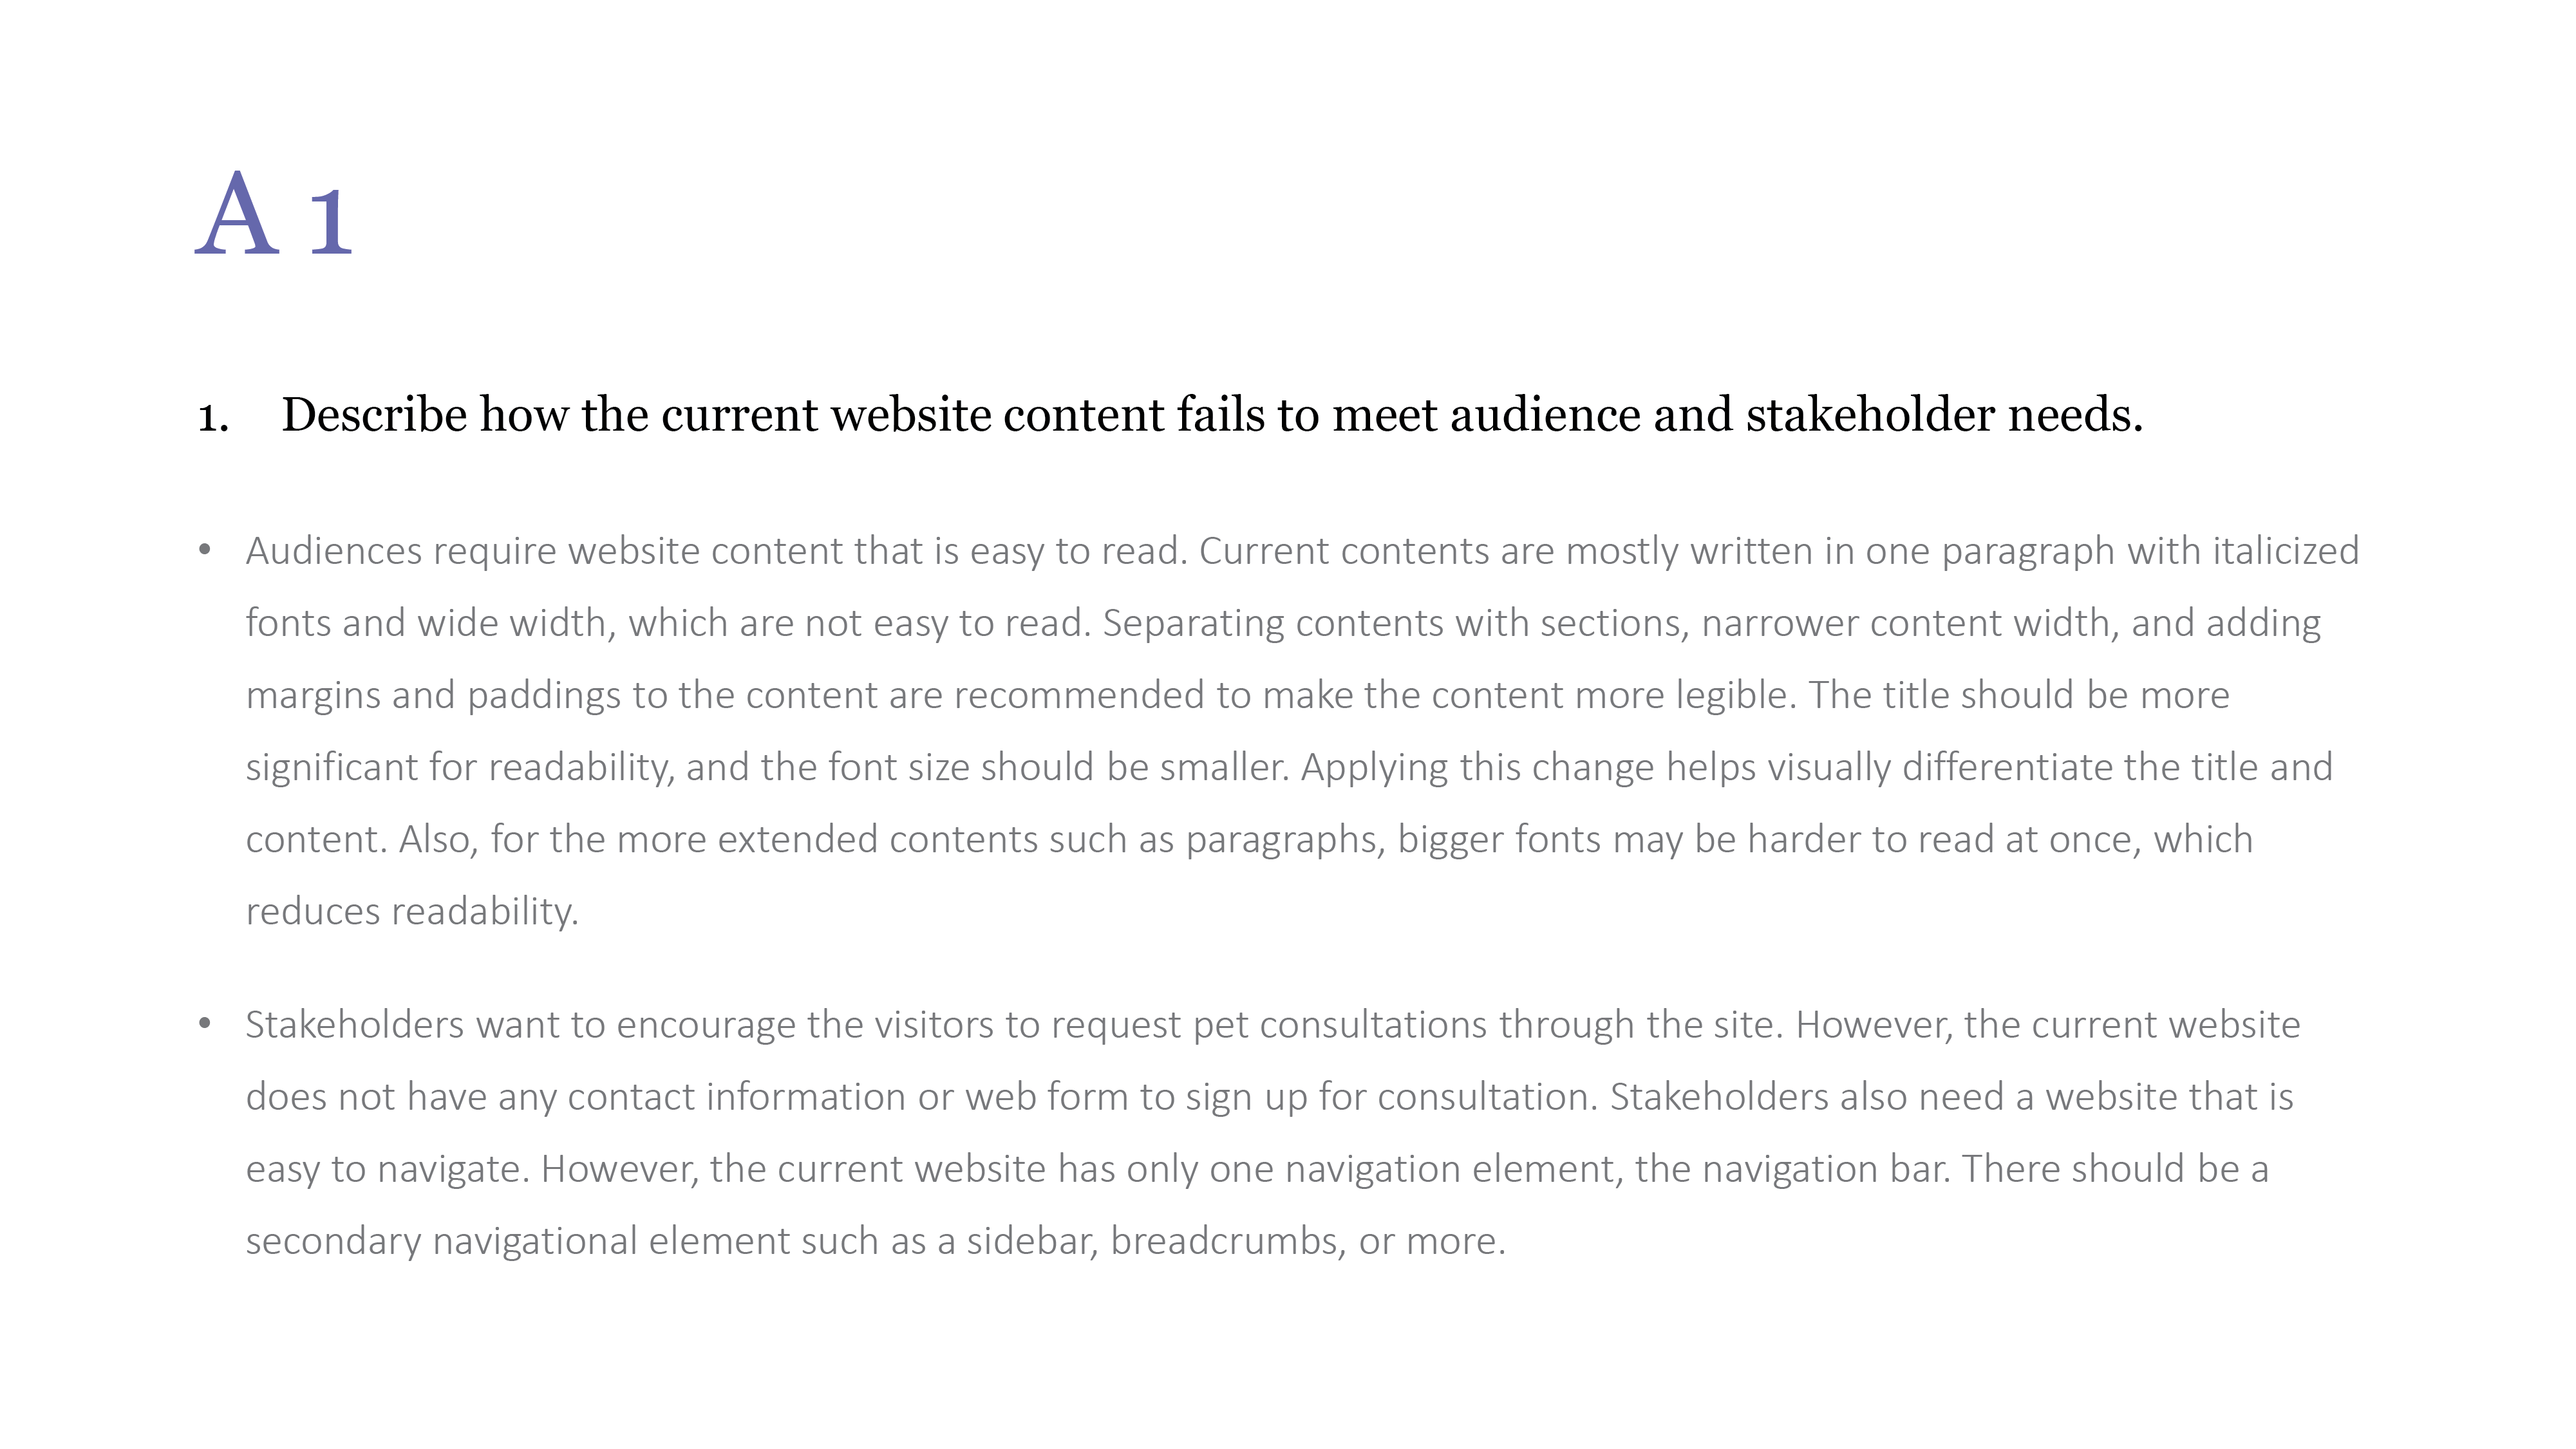 A 1
1. Describe how the current website content fails to meet audience and stakeholder needs.
• Audiences require website content that is easy to read. Current contents are mostly written in one paragraph with italicized
fonts and wide width, which are not easy to read. Separating contents with sections, narrower content width, and adding
margins and paddings to the content are recommended to make the content more legible. The title should be more
significant for readability, and the font size should be smaller. Applying this change helps visually differentiate the title and
content. Also, for the more extended contents such as paragraphs, bigger fonts may be harder to read at once, which
reduces readability.
• Stakeholders want to encourage the visitors to request pet consultations through the site. However, the current website
does not have any contact information or web form to sign up for consultation. Stakeholders also need a website that is
easy to navigate. However, the current website has only one navigation element, the navigation bar. There should be a
secondary navigational element such as a sidebar, breadcrumbs, or more.